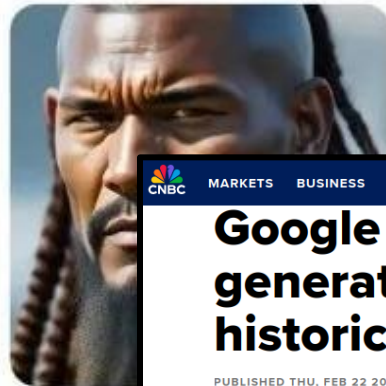 CNBC MARKETS BUSINESS
Google
generat
historic
PUBLISHED THU, FEB 22 20